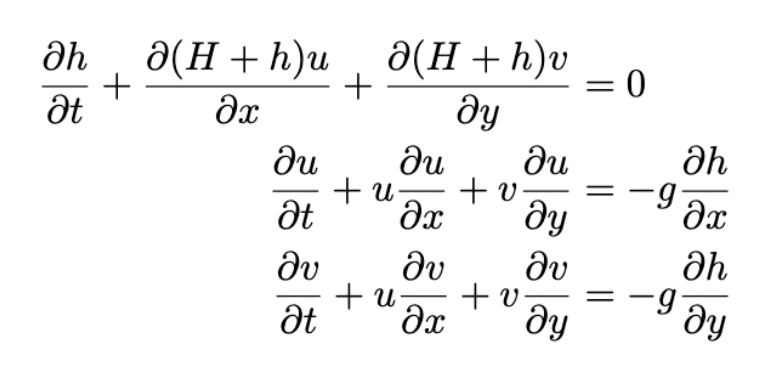 ∂h/∂t + ∂(H + h)u/∂x + ∂(H + h)v/∂y = 0
∂u/∂t + u ∂u/∂x + v ∂u/∂y = −g ∂h/∂x
∂v/∂t + u ∂v/∂x + v ∂v/∂y = −g ∂h/∂y